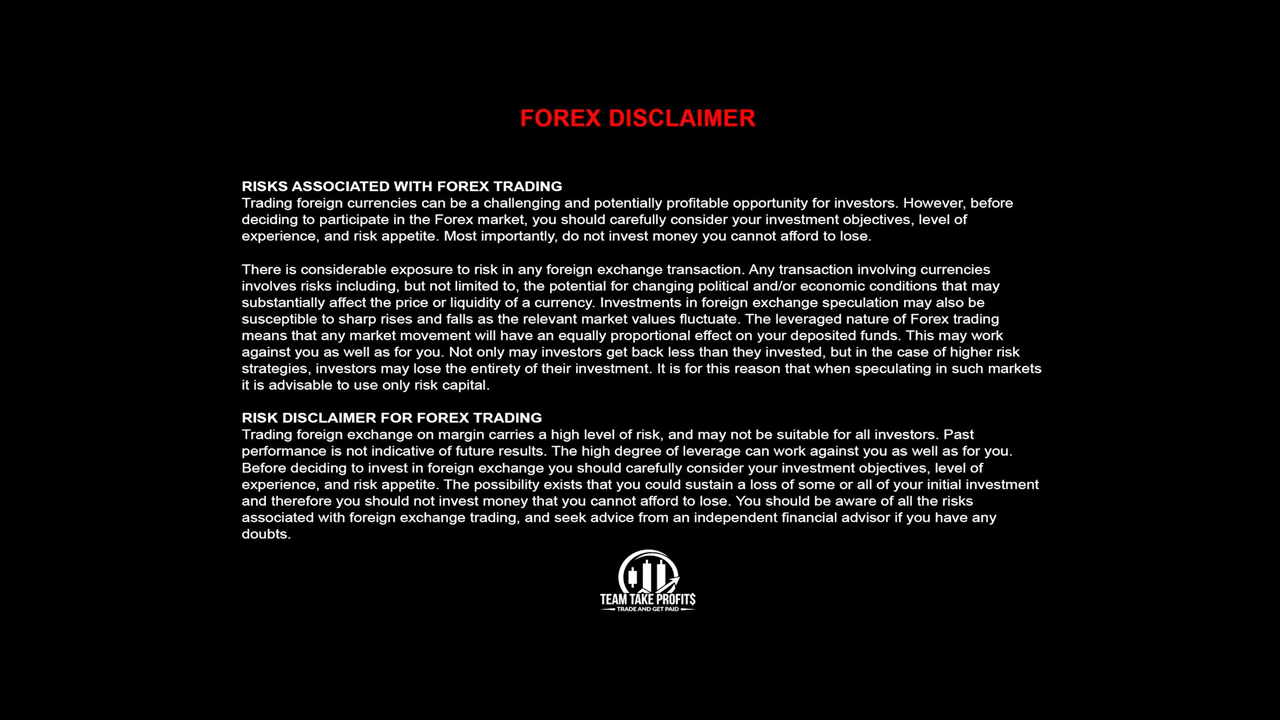 FOREX DISCLAIMER
RISKS ASSOCIATED WITH FOREX TRADING
Trading foreign currencies can be a challenging and potentially profitable opportunity for investors. However, before
deciding to participate in the Forex market, you should carefully consider your investment objectives, level of
experience, and risk appetite. Most importantly, do not invest money you cannot afford to lose.
There is considerable exposure to risk in any foreign exchange transaction. Any transaction involving currencies
involves risks including, but not limited to, the potential for changing political and/or economic conditions that may
substantially affect the price or liquidity of a currency. Investments in foreign exchange speculation may also be
susceptible to sharp rises and falls as the relevant market values fluctuate. The leveraged nature of Forex trading
means that any market movement will have an equally proportional effect on your deposited funds. This may work
against you as well as for you. Not only may investors get back less than they invested, but in the case of higher risk
strategies, investors may lose the entirety of their investment. It is for this reason that when speculating in such markets
it is advisable to use only risk capital.
RISK DISCLAIMER FOR FOREX TRADING
Trading foreign exchange on margin carries a high level of risk, and may not be suitable for all investors. Past
performance is not indicative of future results. The high degree of leverage can work against you as well as for you.
Before deciding to invest in foreign exchange you should carefully consider your investment objectives, level of
experience, and risk appetite. The possibility exists that you could sustain a loss of some or all of your initial investment
and therefore you should not invest money that you cannot afford to lose. You should be aware of all the risks
associated with foreign exchange trading, and seek advice from an independent financial advisor if you have any
doubts.
TEAM TAKE PROFIT$
TRADE AND GET PAID